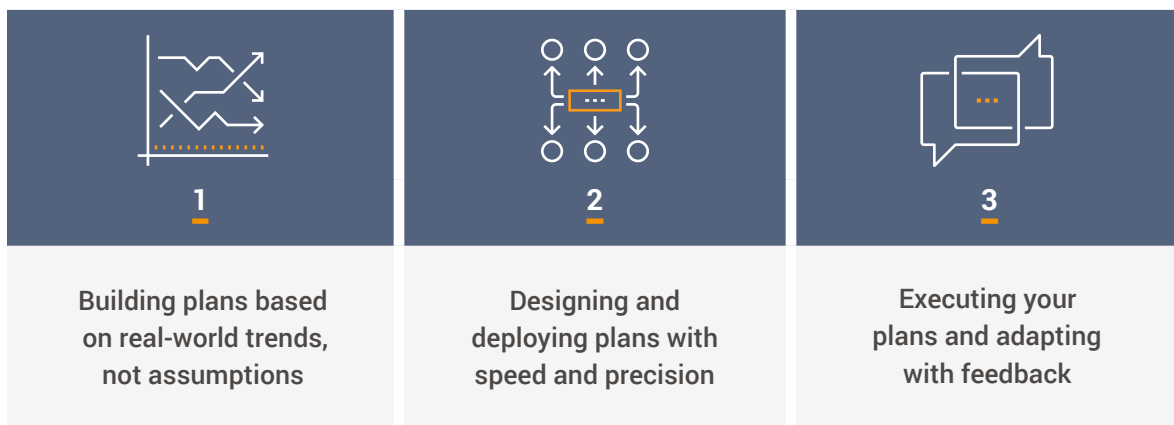 1
Building plans based
on real-world trends,
not assumptions
2
Designing and
deploying plans with
speed and precision
3
Executing your
plans and adapting
with feedback